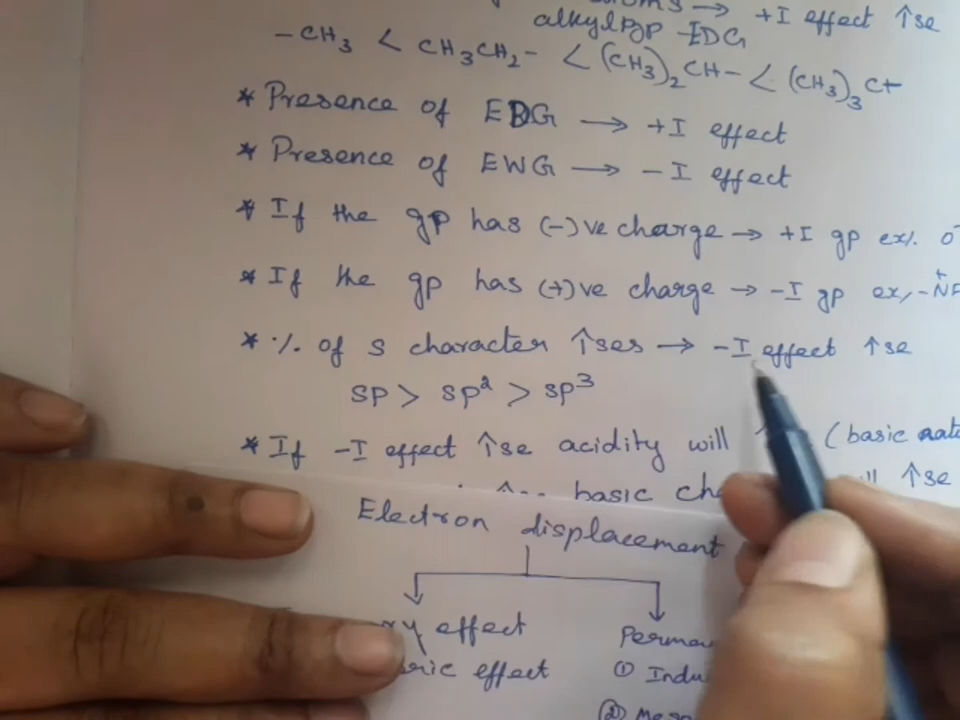 → +I effect ↑se
alkyl gp EDG
-CH3 < CH3CH2- < (CH3)2CH- < (CH3)3C+
* Presence of EDG → +I effect
* Presence of EWG → -I effect
* If the gp has (-)ve charge → +I gp ex/. O-
* If the gp has (+)ve charge → -I gp ex, -N+
* ·/. of s character ↑ses → -I effect ↑se
sp > sp2 > sp3
* If -I effect ↑se acidity will (basic
basic ↑se
Electron displacement
effect
effect
①
②